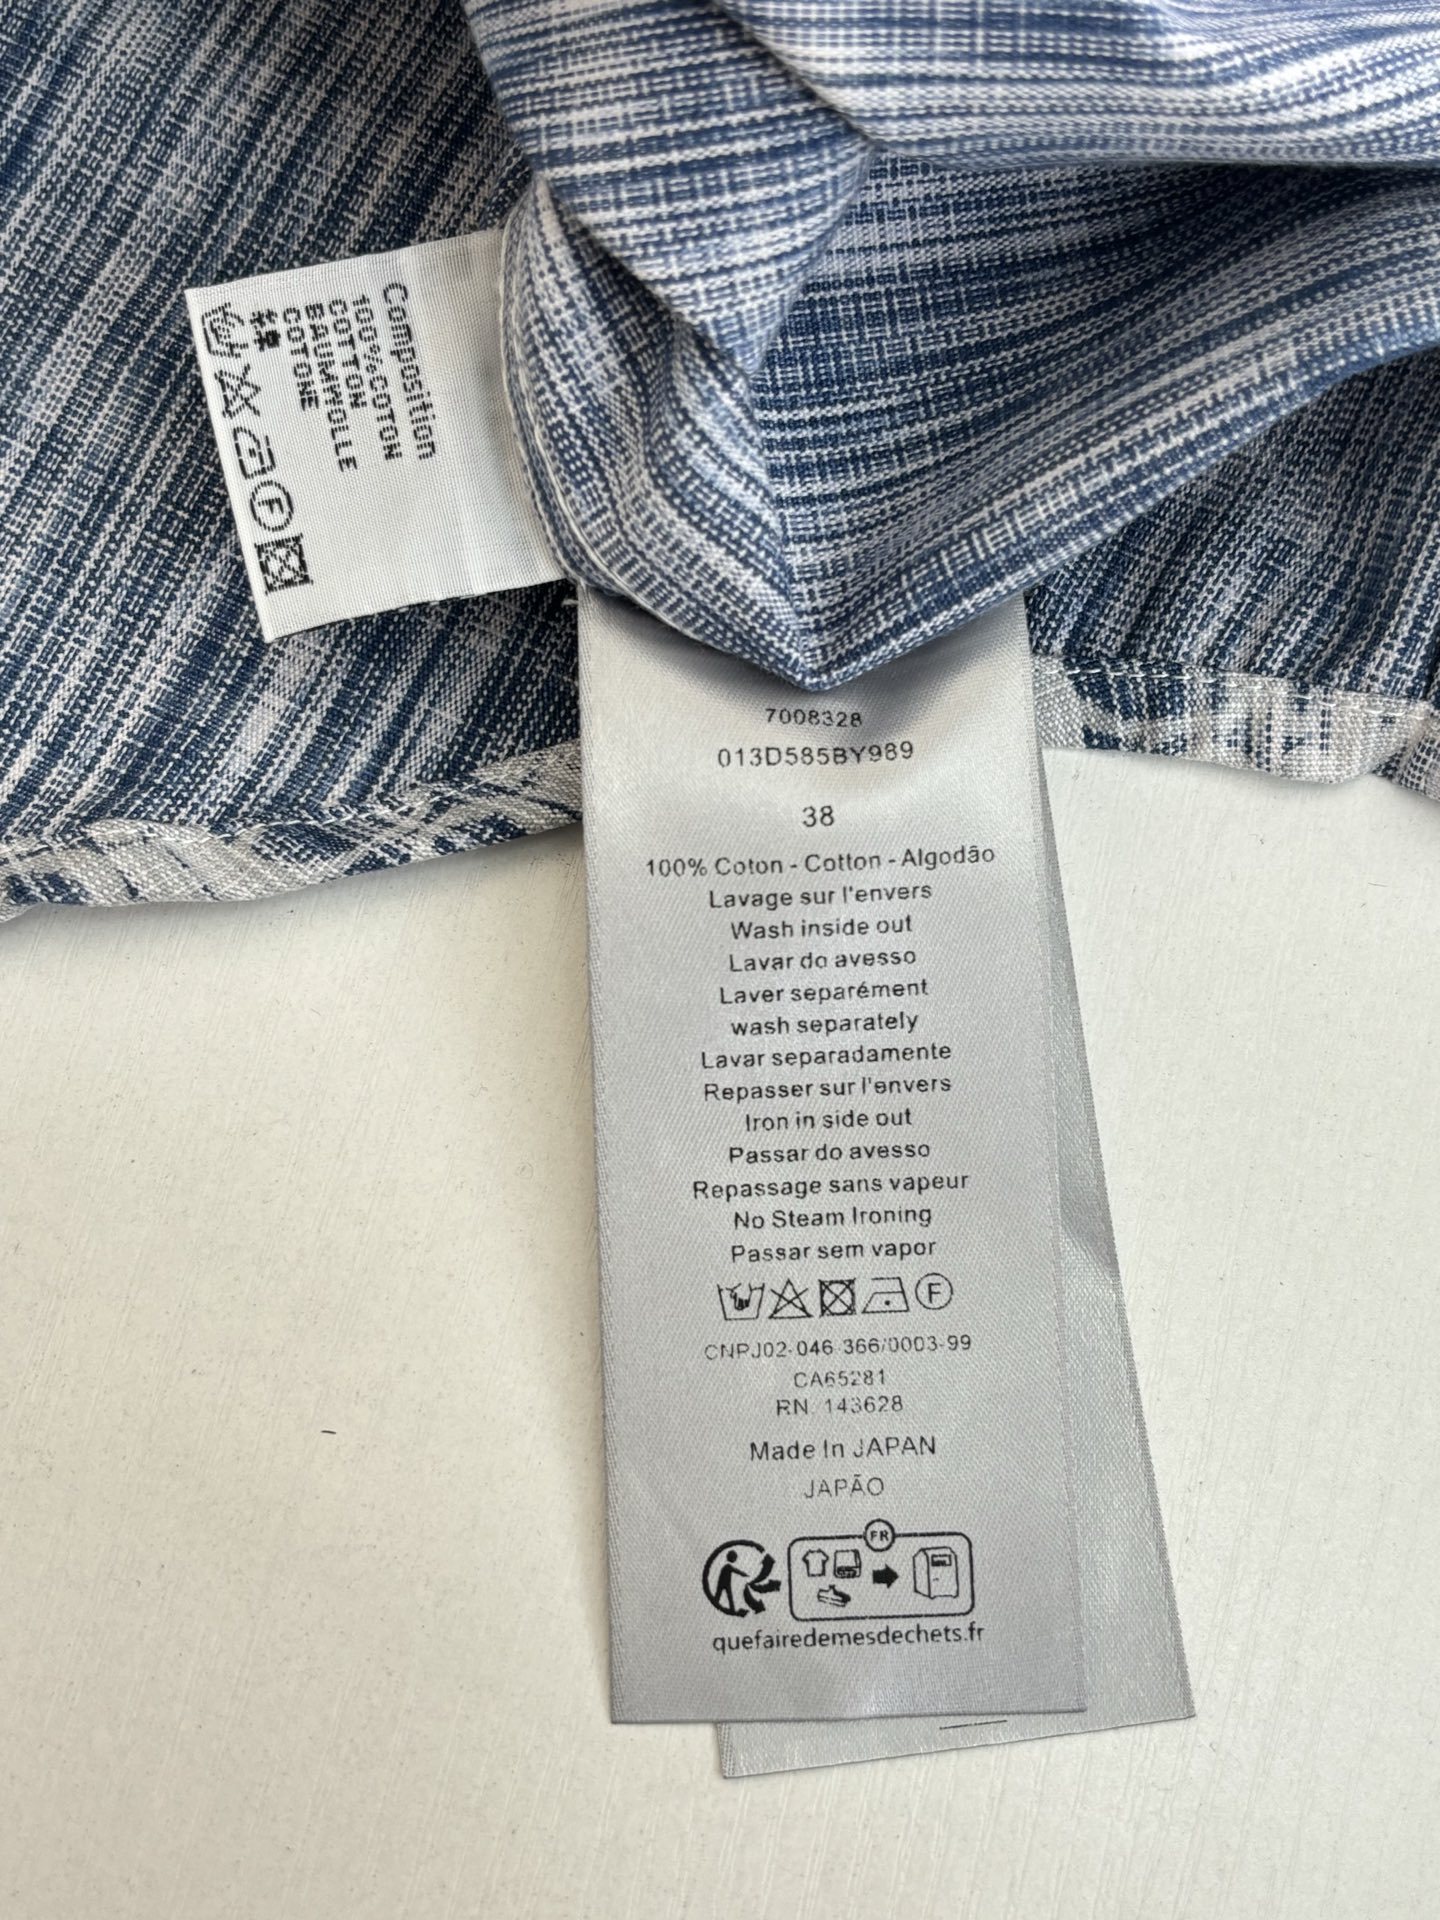 Composition
100% COTON
COTTON
BAUMWOLLE
COTONE
F
7008328
013D585BY989
38
100% Coton - Cotton - Algodão
Lavage sur l'envers
Wash inside out
Lavar do avesso
Laver separément
wash separately
Lavar separadamente
Repasser sur l'envers
Iron in side out
Passar do avesso
Repassage sans vapeur
No Steam Ironing
Passar sem vapor
F
CNPJ02-046-366/0003-99
CA65281
RN. 143628
Made In JAPAN
JAPÃO
FR
quefairedemesdechets.fr